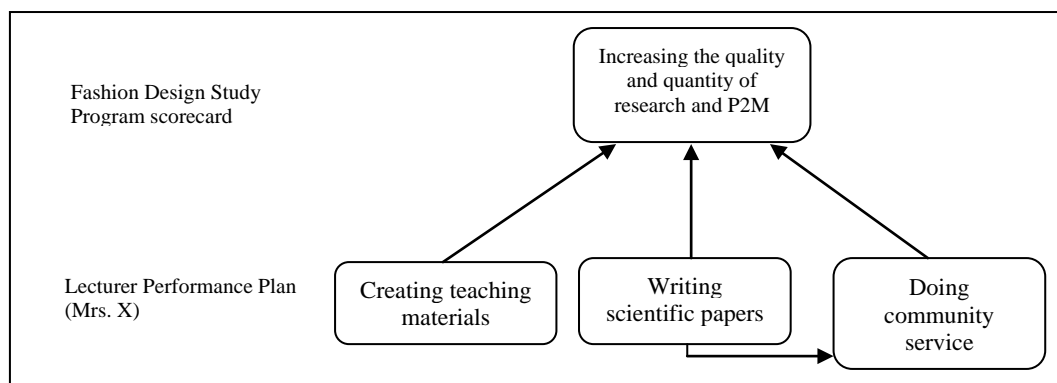 Increasing the quality
and quantity of
research and P2M
Fashion Design Study
Program scorecard
Lecturer Performance Plan
(Mrs. X)
Creating teaching
materials
Writing
scientific papers
Doing
community
service